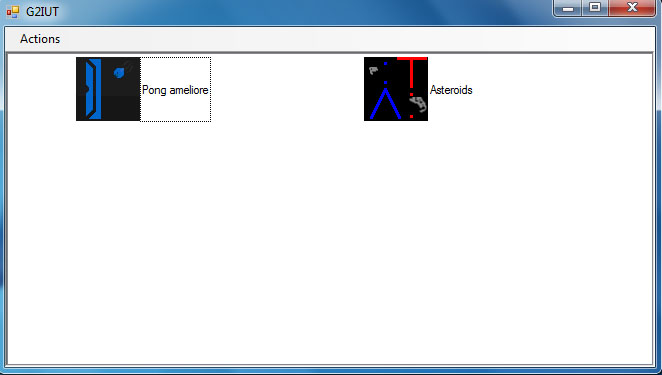 G2IUT
Actions
Pong ameliore
Asteroids